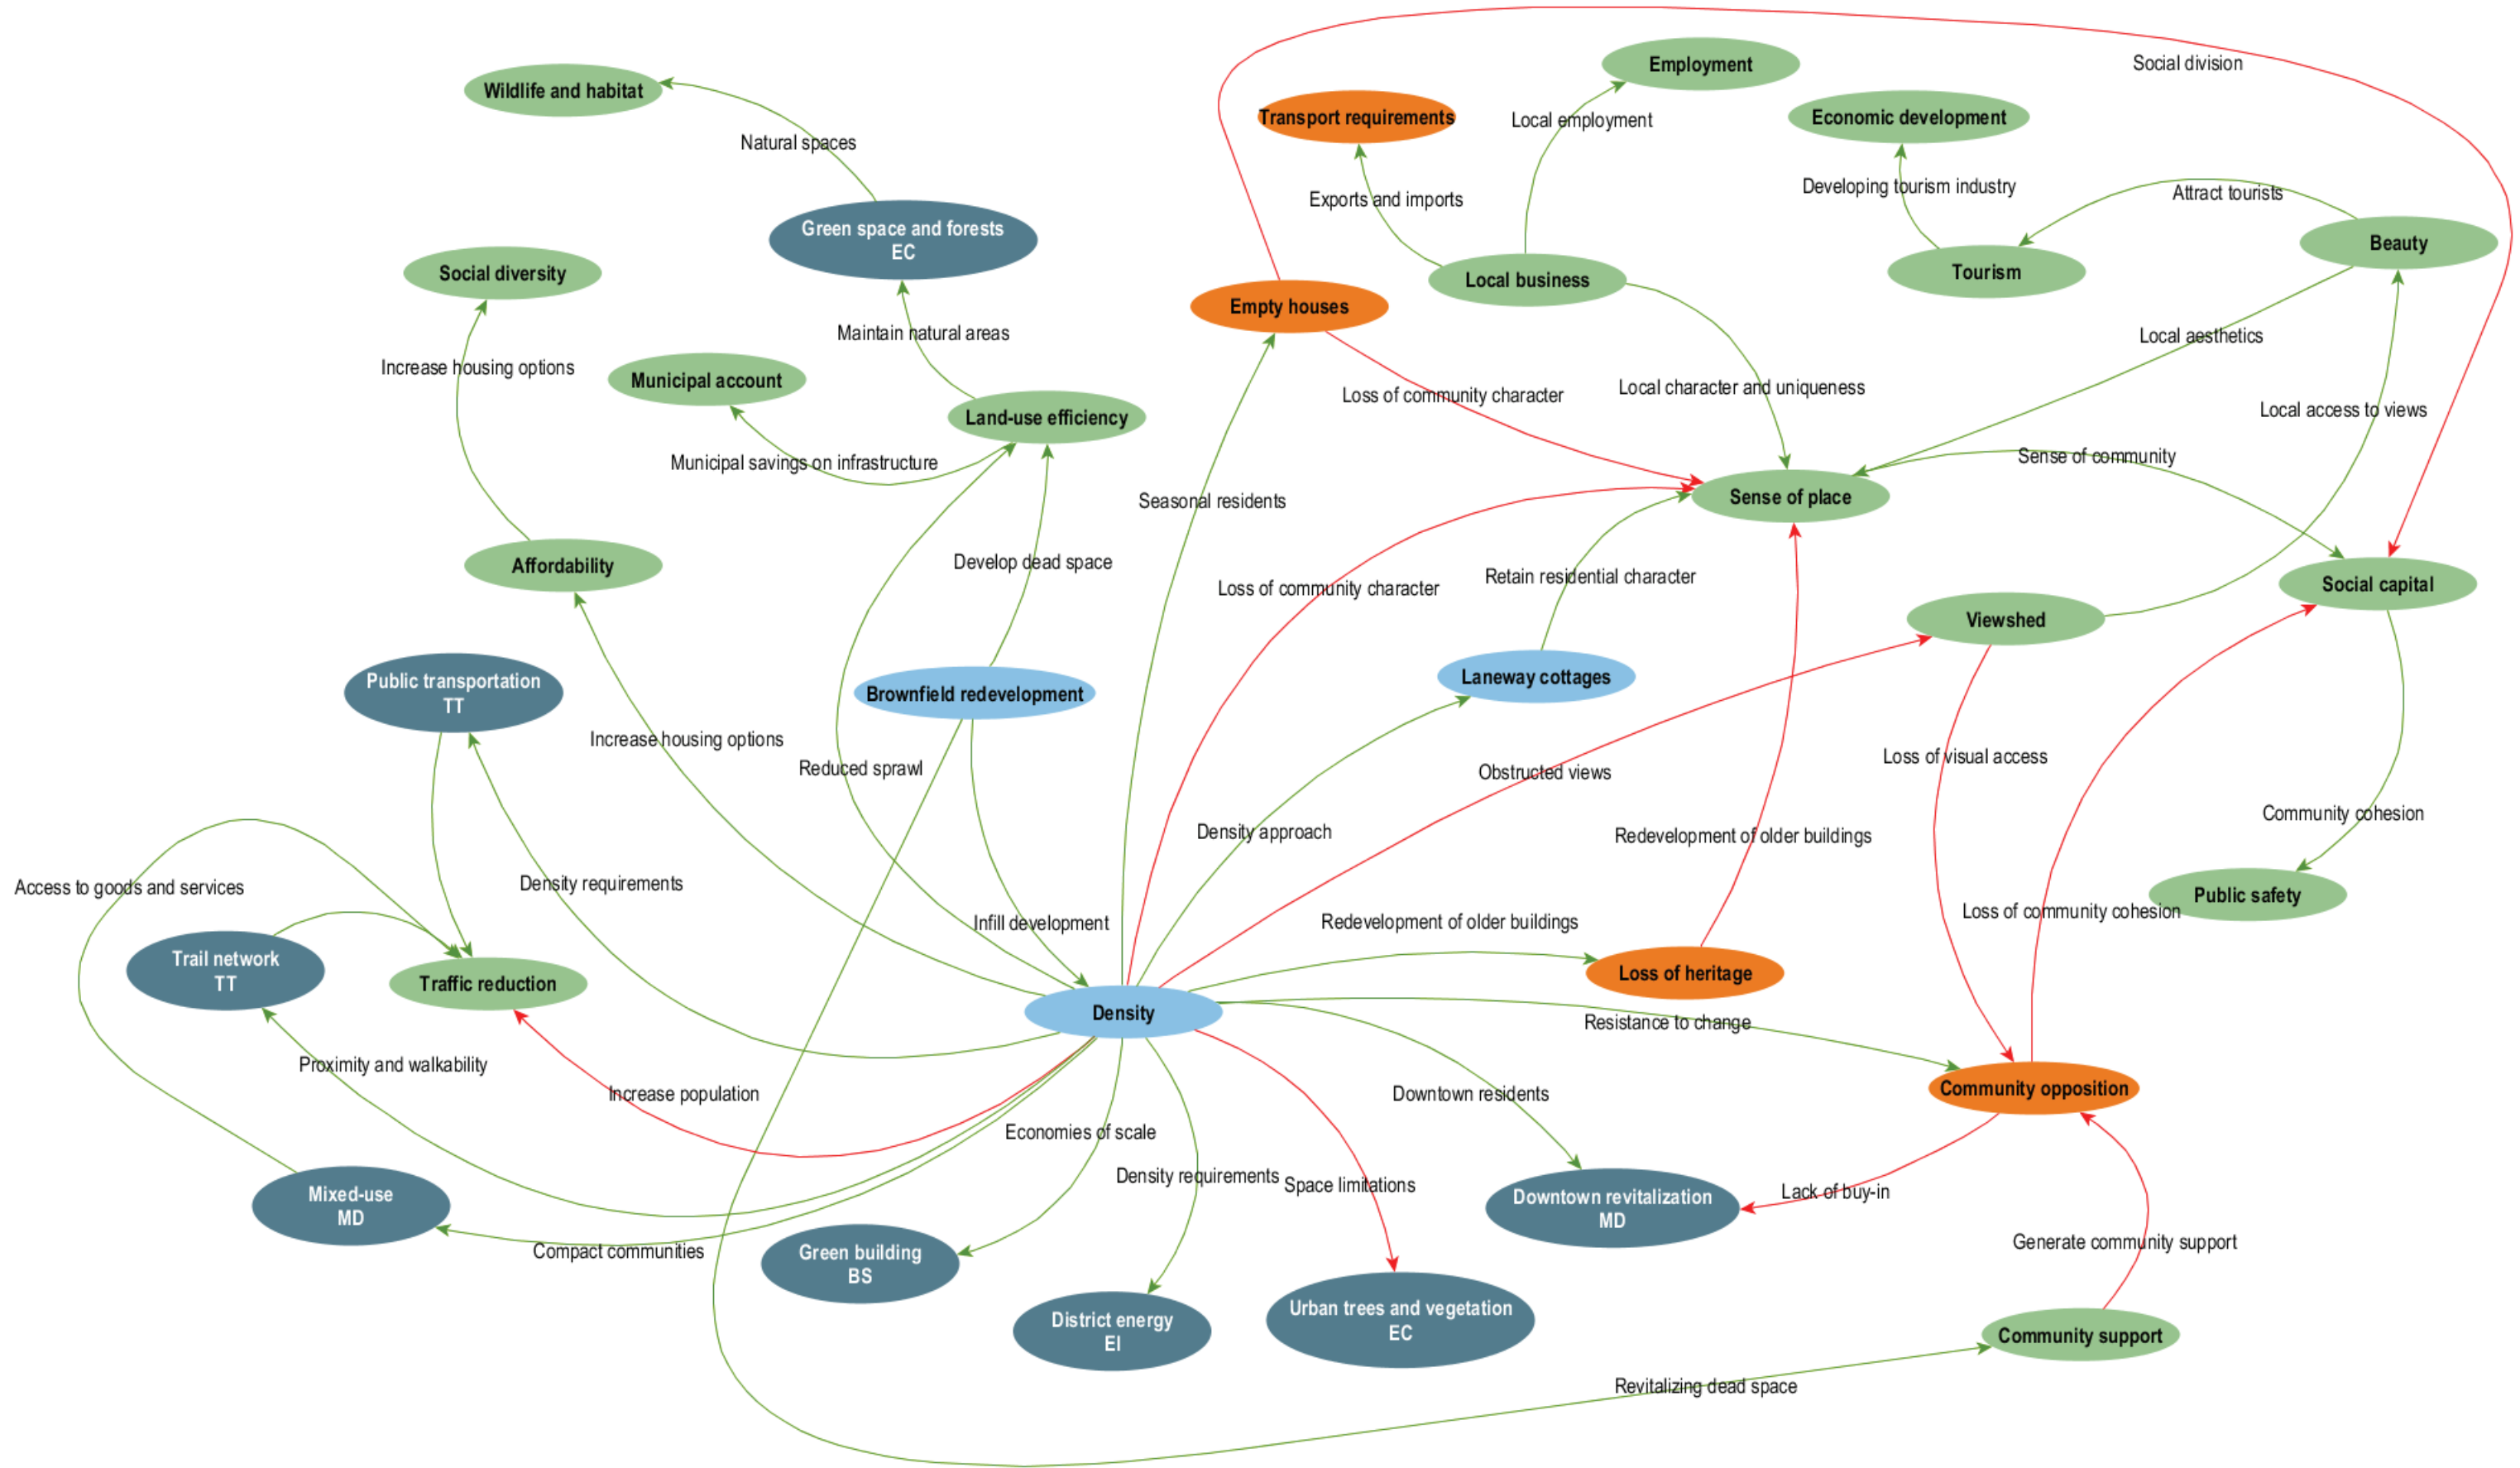 Social division
Employment
Wildlife and habitat
Transport requirements
Local employment
Economic development
Natural spaces
Developing tourism industry
Attract tourists
Exports and imports
Green space and forests
EC
Beauty
Social diversity
Tourism
Local business
Empty houses
Maintain natural areas
Local aesthetics
Increase housing options
Municipal account
Loss of community character
Local character and uniqueness
Land-use efficiency
Local access to views
Municipal savings on infrastructure
Sense of community
Seasonal residents
Sense of place
Develop dead space
Affordability
Retain residential character
Loss of community character
Social capital
Viewshed
Public transportation
TT
Laneway cottages
Brownfield redevelopment
Increase housing options
Loss of visual access
Reduced sprawl
Obstructed views
Community cohesion
Density approach
Redevelopment of older buildings
Density requirements
Access to goods and services
Public safety
Loss of community cohesion
Redevelopment of older buildings
Infill development
Trail network
TT
Loss of heritage
Traffic reduction
Density
Resistance to change
Proximity and walkability
Community opposition
Increase population
Downtown residents
Economies of scale
Density requirements
Space limitations
Lack of buy-in
Mixed-use
MD
Downtown revitalization
MD
Generate community support
Compact communities
Green building
BS
Urban trees and vegetation
EC
District energy
EI
Community support
Revitalizing dead space